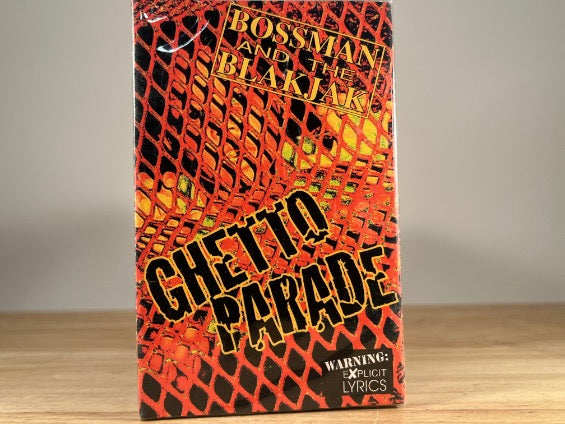 BOSSMAN
AND THE
BLAKJAK
GHETTO
PARADE
WARNING:
EXPLICIT
LYRICS